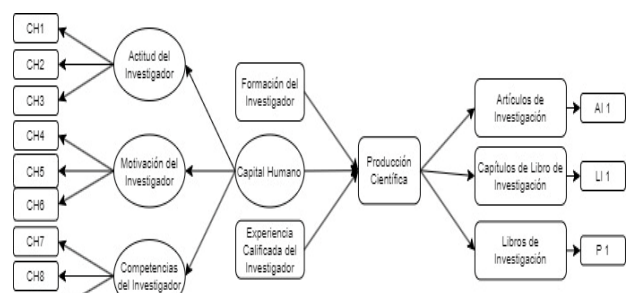 CH1
CH2
CH3
CH4
CH5
CH6
CH7
CH8
Actitud del
Investigador
Motivación del
Investigador
Competencias
del Investigador
Formación del
Investigador
Capital Humano
Experiencia
Calificada del
Investigador
Producción
Científica
Artículos de
Investigación
Capítulos de Libro de
Investigación
Libros de
Investigación
AI 1
LI 1
P 1